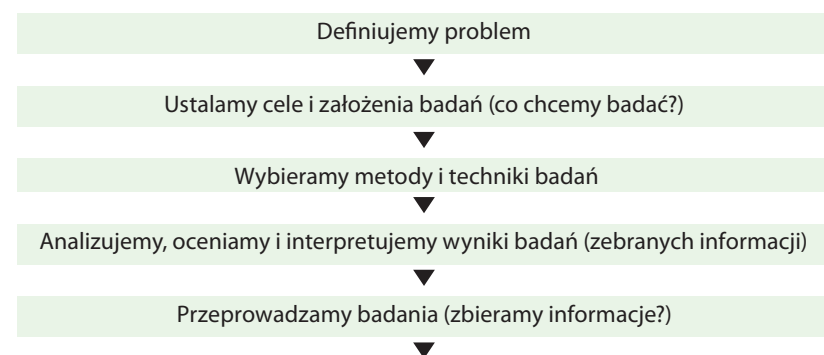 Definiujemy problem
Ustalamy cele i założenia badań (co chcemy badać?)
Wybieramy metody i techniki badań
Analizujemy, oceniamy i interpretujemy wyniki badań (zebranych informacji)
Przeprowadzamy badania (zbieramy informacje?)